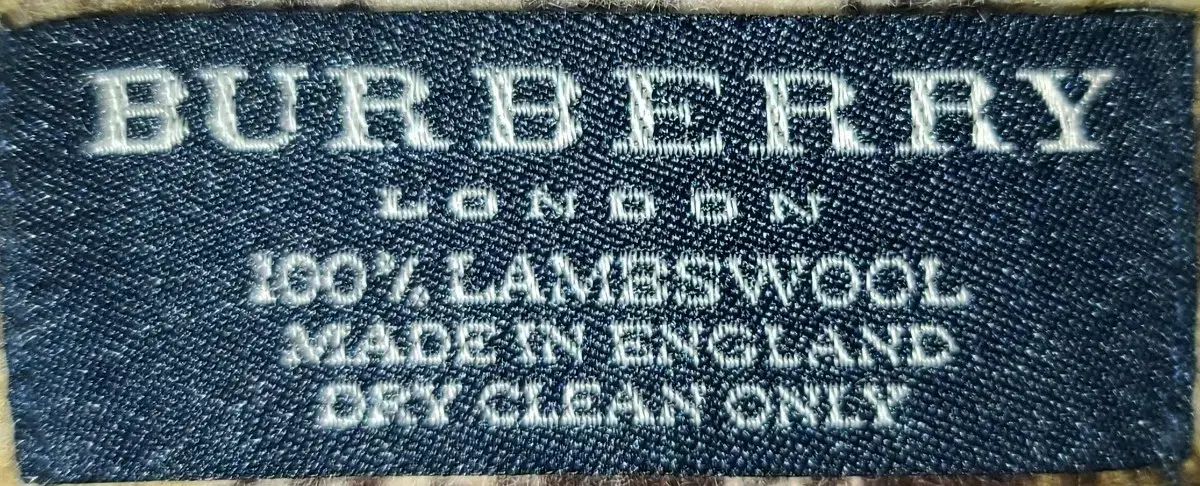 BURBERRY
LONDON
100% LAMBSWOOL
MADE IN ENGLAND
DRY CLEAN ONLY